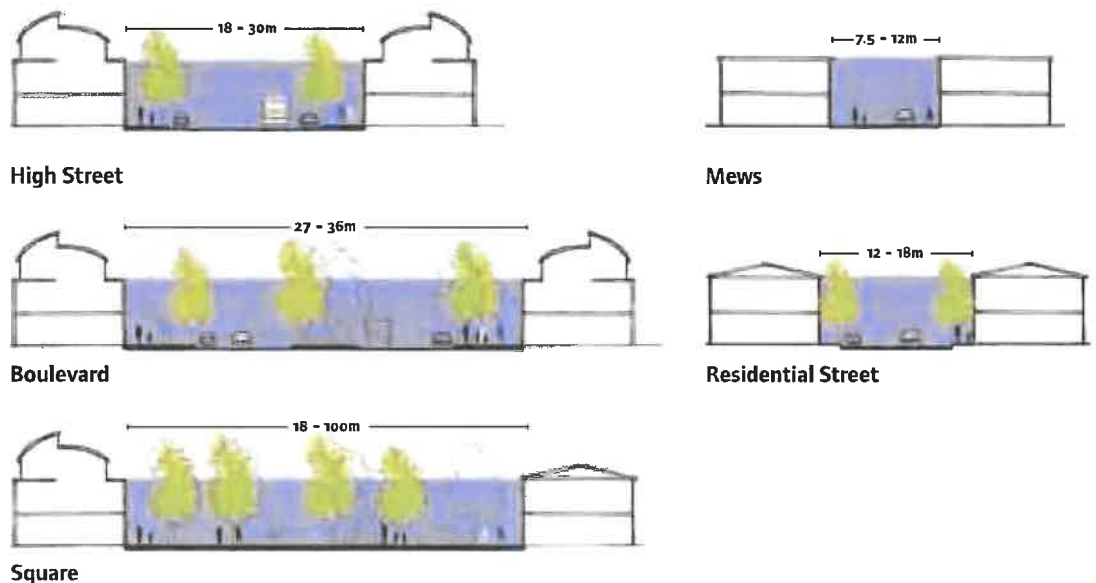 18 - 30m
High Street
7.5 - 12m
Mews
27 - 36m
Boulevard
12 - 18m
Residential Street
18 - 100m
Square